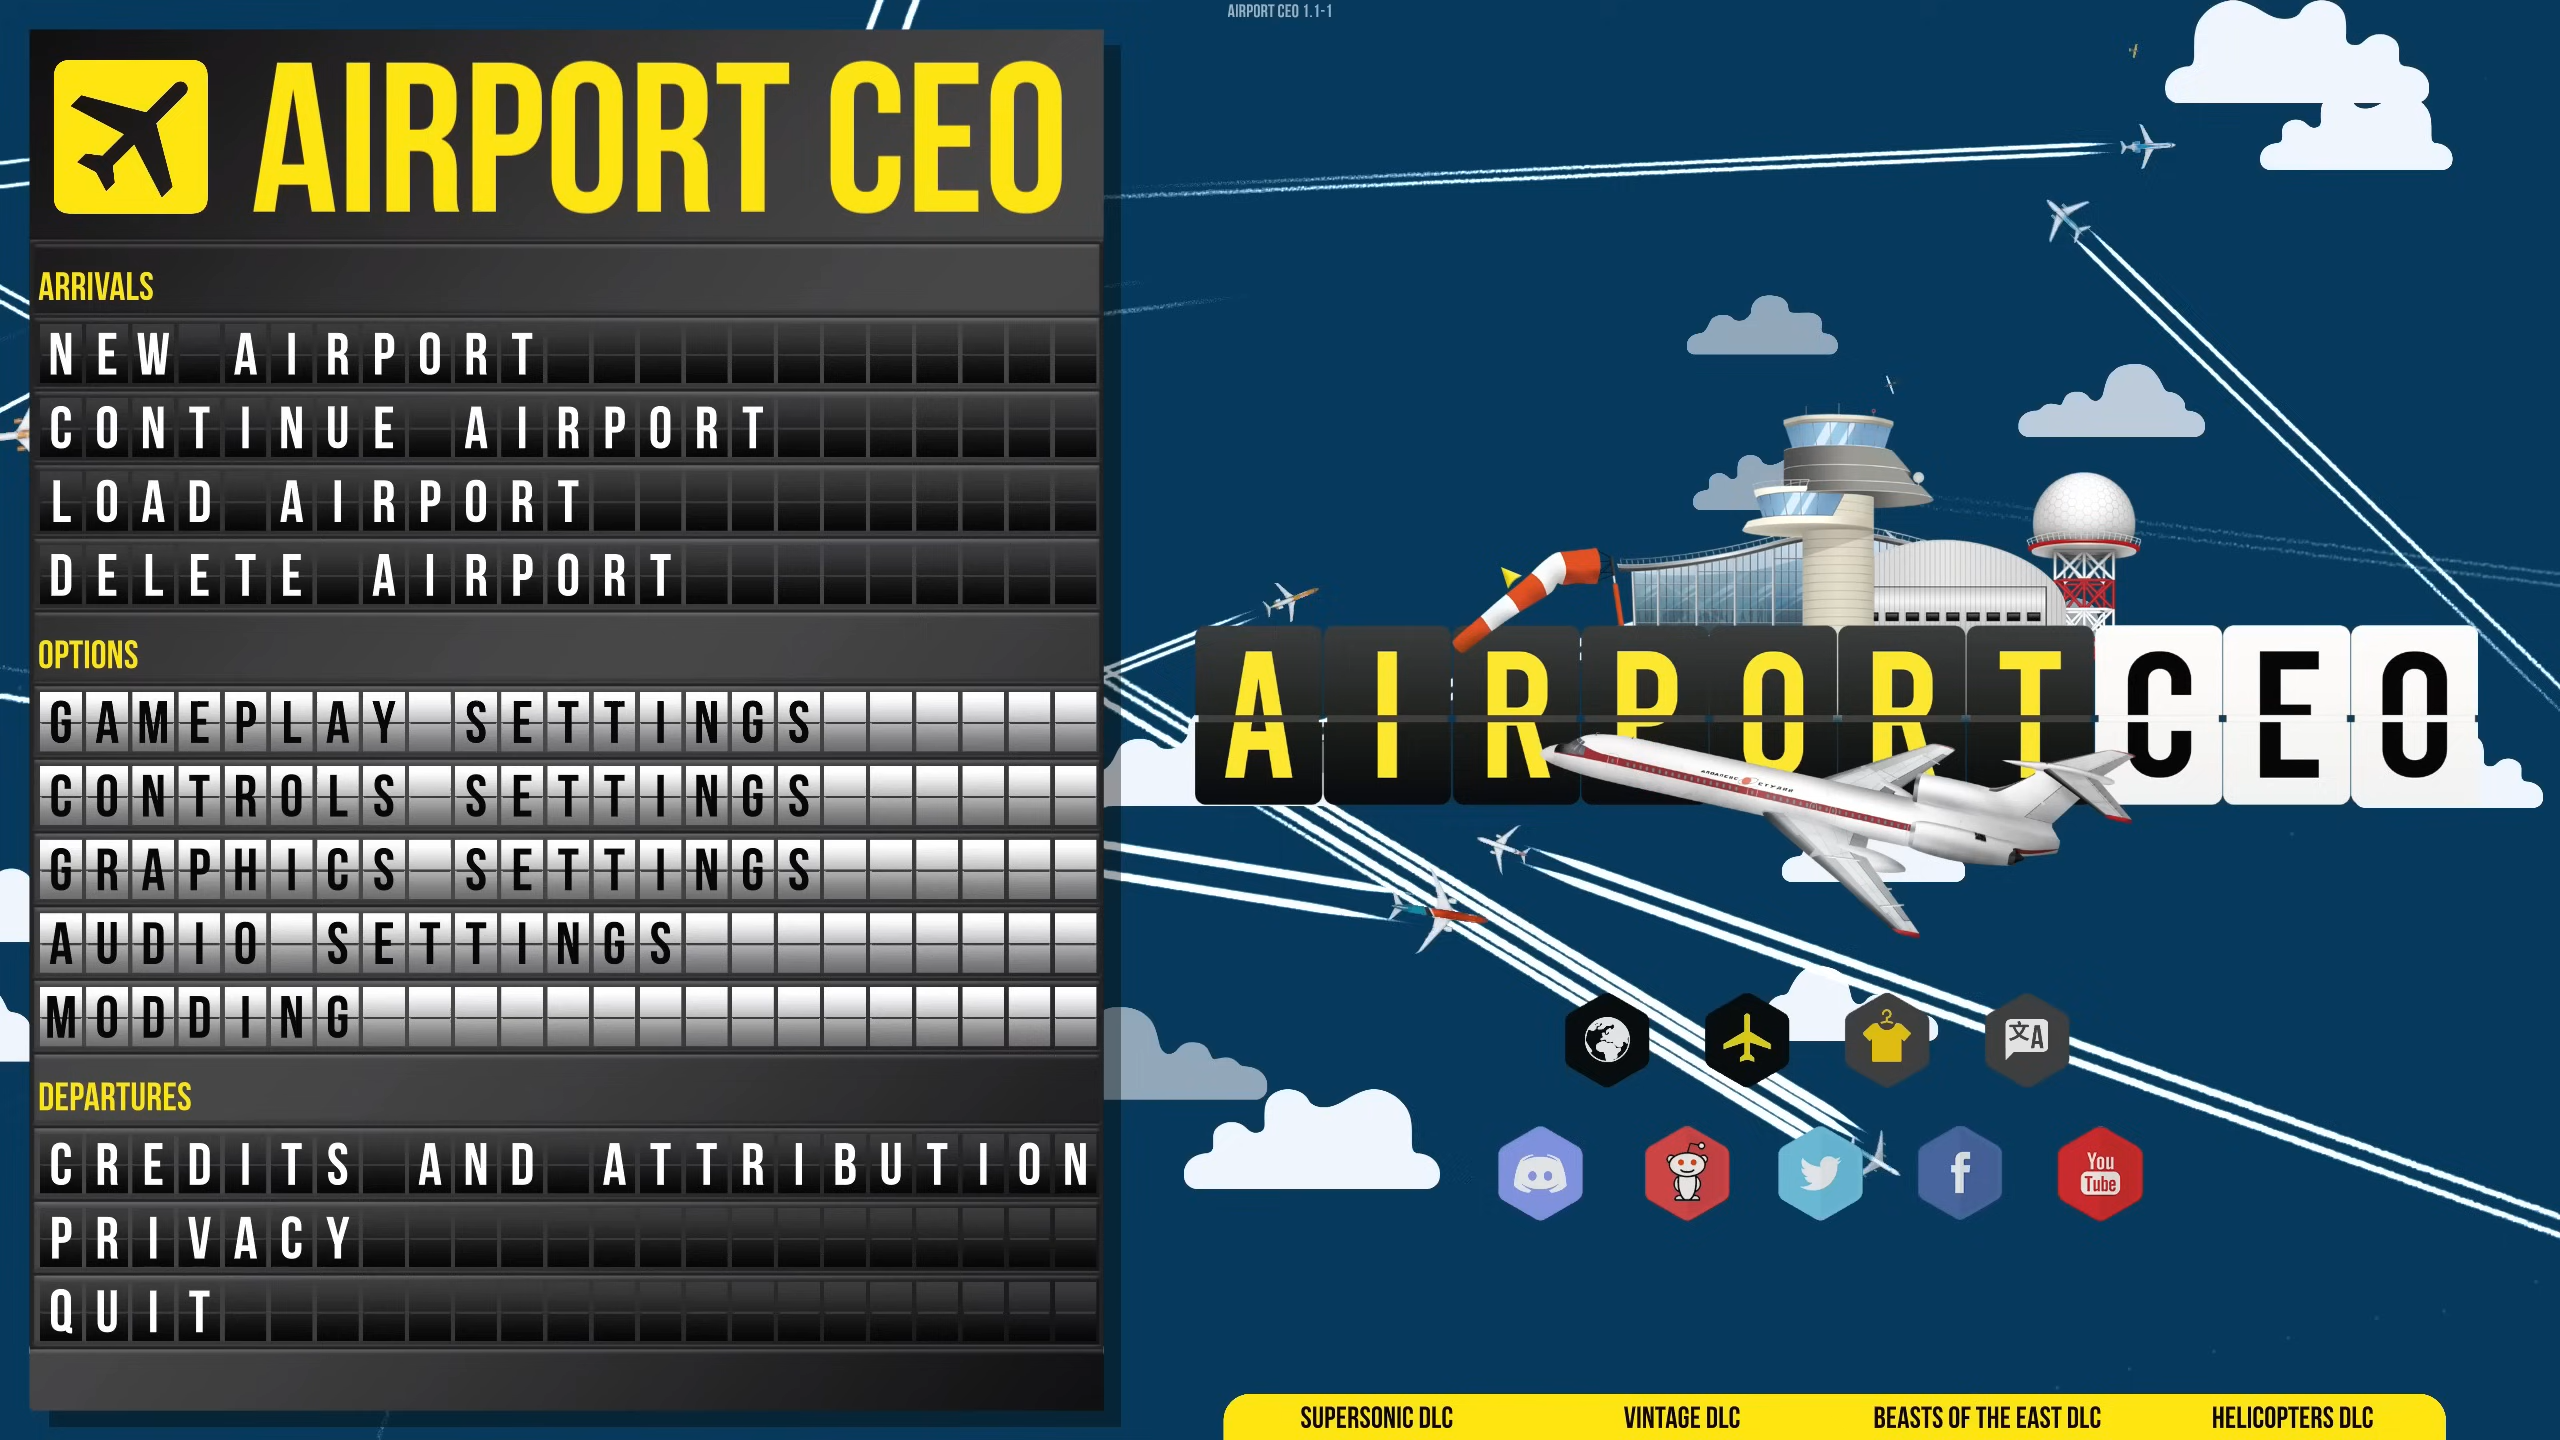 AIRPORT CEO 1.1-1
AIRPORT CEO
ARRIVALS
NEW AIRPORT
CONTINUE AIRPORT
LOAD AIRPORT
DELETE AIRPORT
OPTIONS
GAMEPLAY SETTINGS
CONTROLS SETTINGS
GRAPHICS SETTINGS
AUDIO SETTINGS
MODDING
DEPARTURES
CREDITS AND ATTRIBUTION
PRIVACY
QUIT
AIRPORTCEO
文A
You
Tube
SUPERSONIC DLC
VINTAGE DLC
BEASTS OF THE EAST DLC
HELICOPTERS DLC